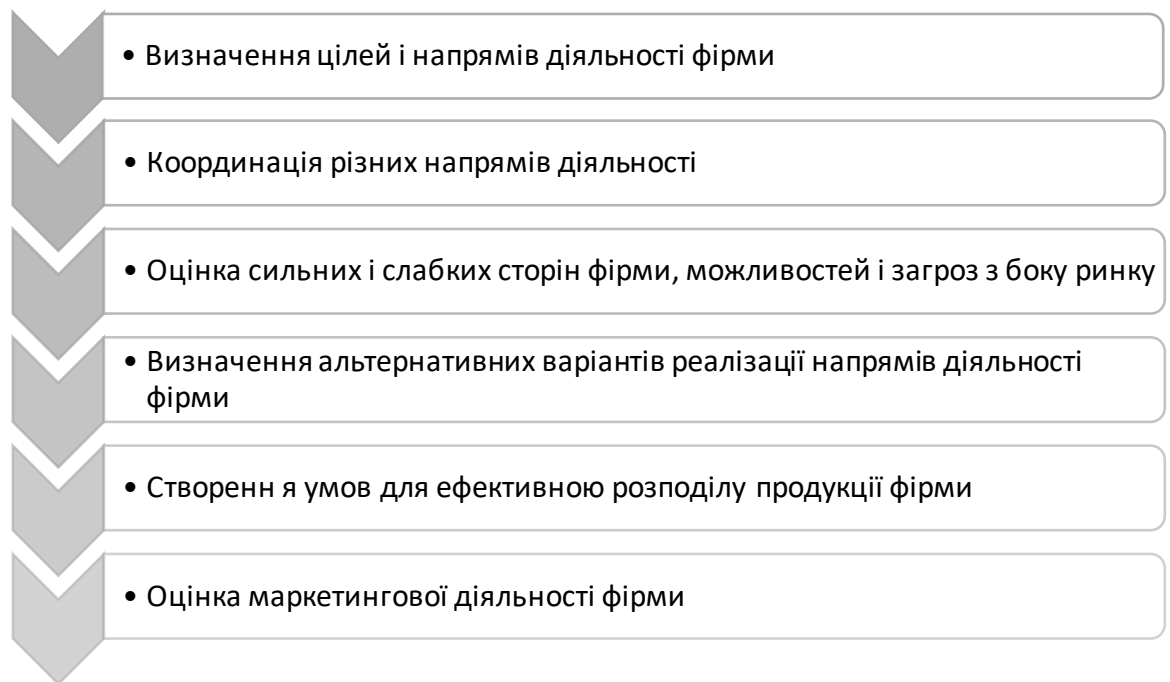 • Визначення цілей і напрямів діяльності фірми
• Координація різних напрямів діяльності
• Оцінка сильних і слабких сторін фірми, можливостей і загроз з боку ринку
• Визначення альтернативних варіантів реалізації напрямів діяльності
фірми
• Створенн я умов для ефективною розподілу продукції фірми
• Оцінка маркетингової діяльності фірми